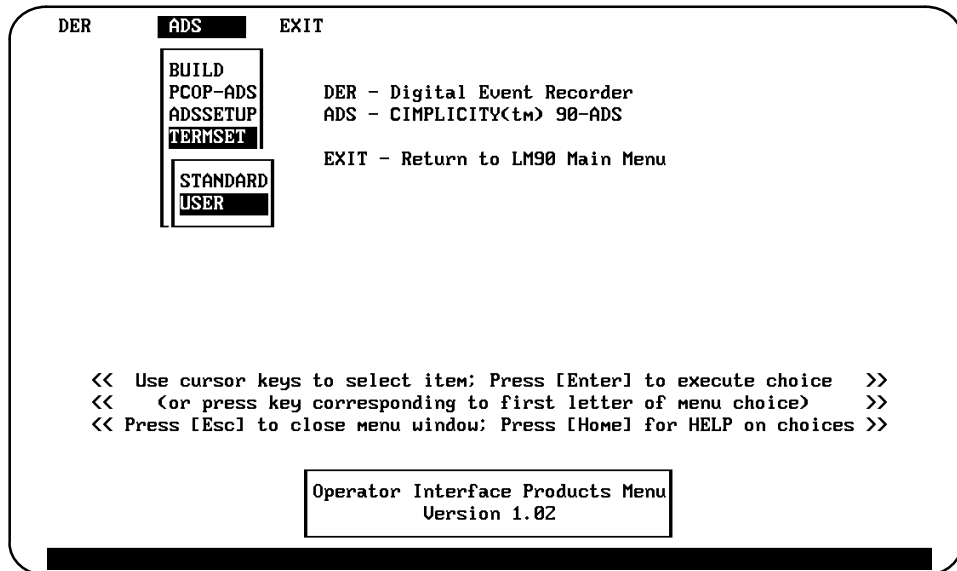 DER ADS EXIT
BUILD
PCOP-ADS DER - Digital Event Recorder
ADSSETUP ADS - CIMPLICITY(tm) 90-ADS
TERMSET
EXIT - Return to LM90 Main Menu
STANDARD
USER
<< Use cursor keys to select item; Press [Enter] to execute choice >>
<< (or press key corresponding to first letter of menu choice) >>
<< Press [Esc] to close menu window; Press [Home] for HELP on choices >>
Operator Interface Products Menu
Version 1.02